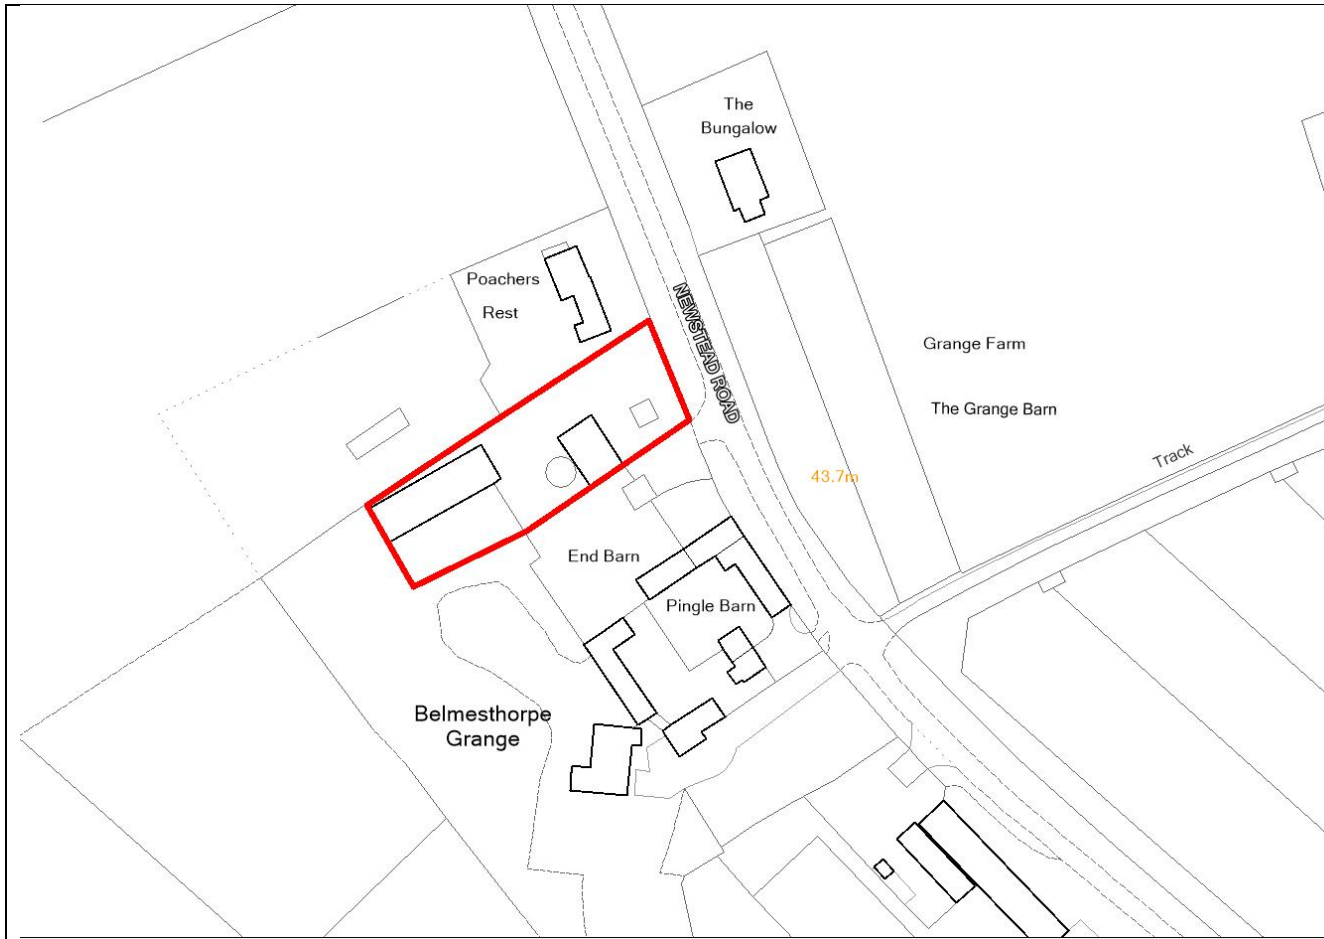 The
Bungalow
Poachers
Rest
NEWSTEAD ROAD
Grange Farm
The Grange Barn
Track
43.7m
End Barn
Pingle Barn
Belmesthorpe
Grange